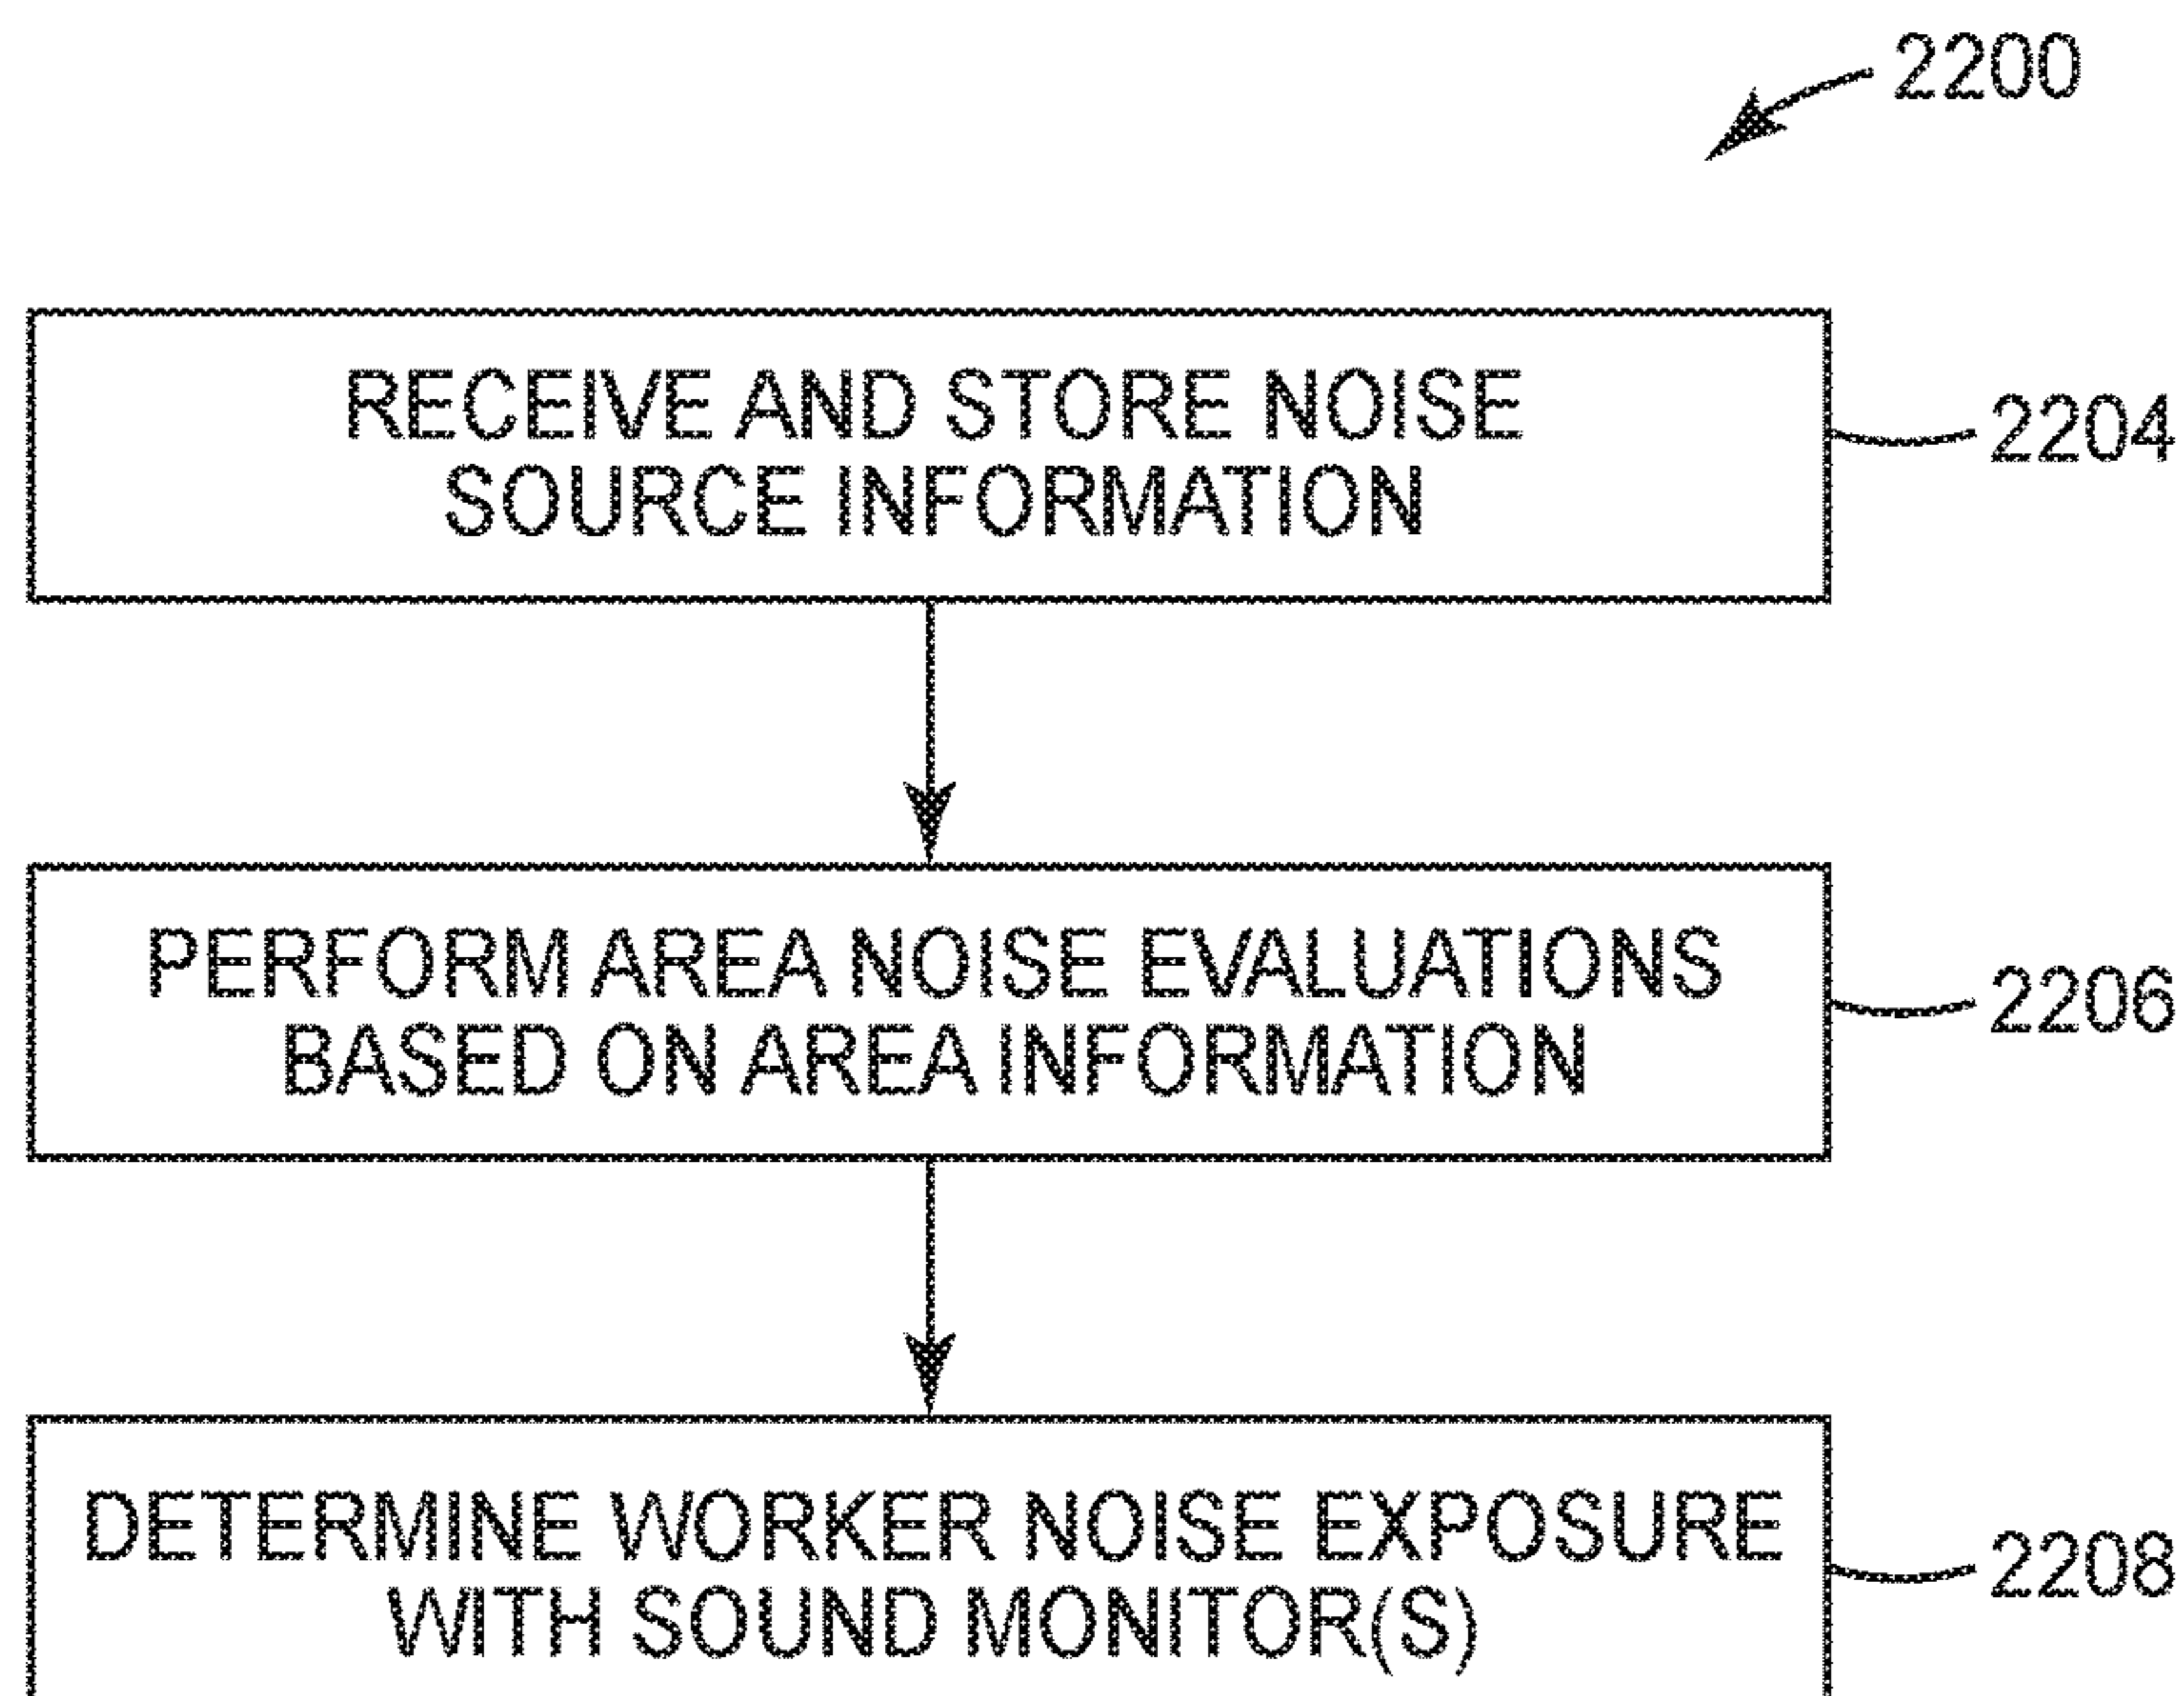 2200
RECEIVE AND STORE NOISE
SOURCE INFORMATION
2204
PERFORM AREA NOISE EVALUATIONS
BASED ON AREA INFORMATION
2206
DETERMINE WORKER NOISE EXPOSURE
WITH SOUND MONITOR(S)
2208